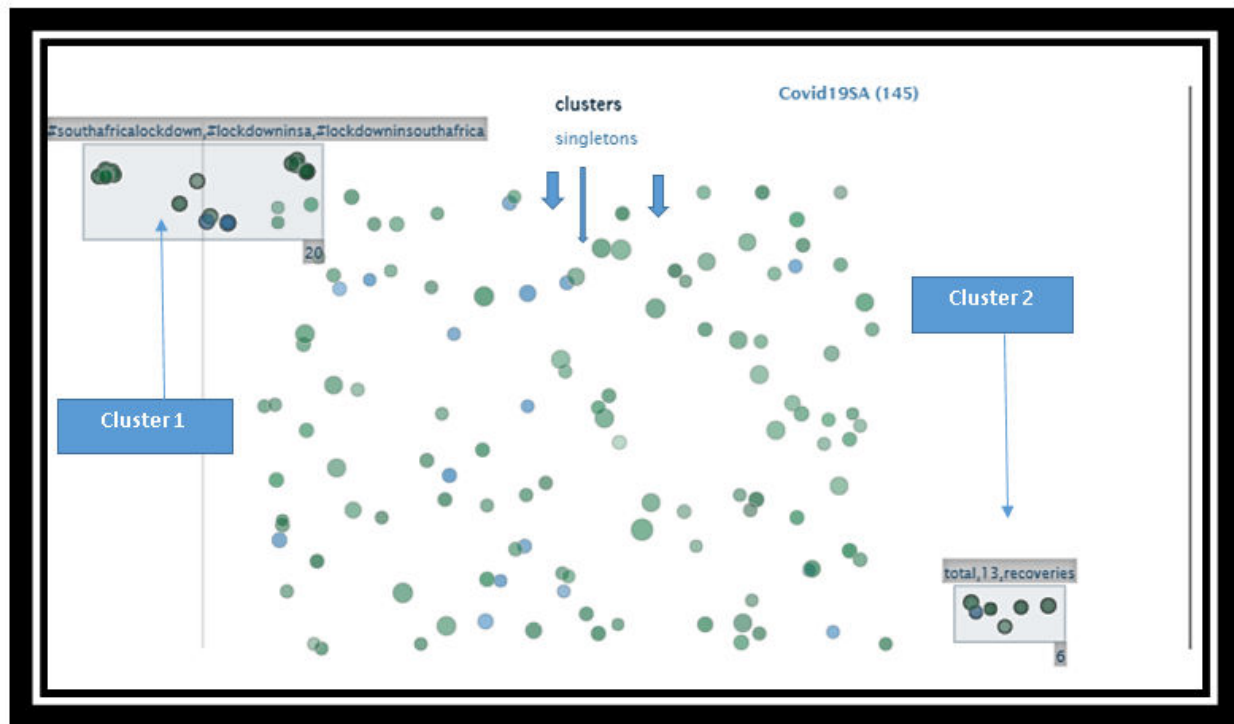 Covid19SA (145)
clusters
singletons
#southafricalockdown,#lockdowninsa,#lockdowninsouthafrica
20
Cluster 2
Cluster 1
total,13,recoveries
6